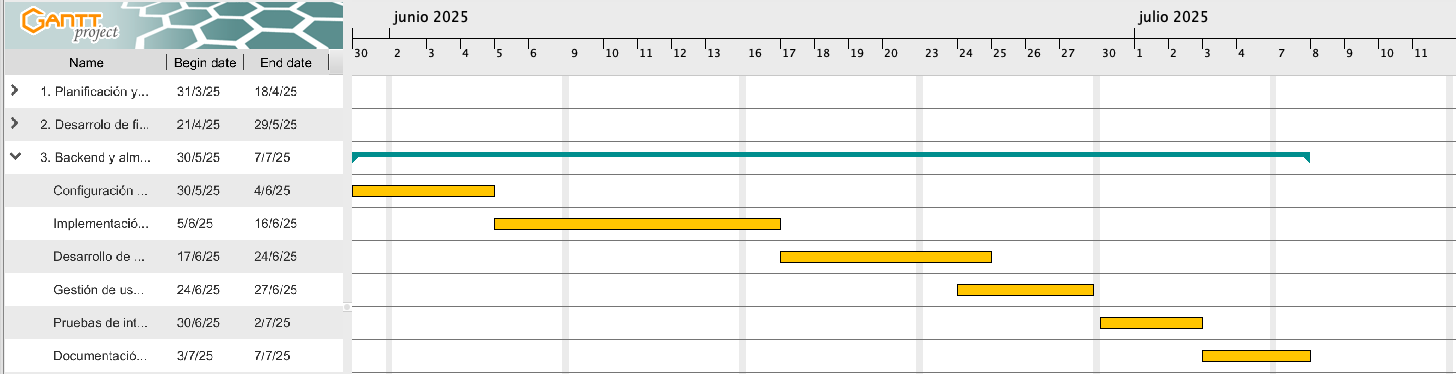 GANTT
project
junio 2025
julio 2025
30 2 3 4 5 6 9 10 11 12 13 16 17 18 19 20 23 24 25 26 27 30 1 2 3 4 7 8 9 10 11
Name Begin date End date
1. Planificación y... 31/3/25 18/4/25
2. Desarrolo de fi... 21/4/25 29/5/25
3. Backend y alm... 30/5/25 7/7/25
Configuración ... 30/5/25 4/6/25
Implementació... 5/6/25 16/6/25
Desarrollo de ... 17/6/25 24/6/25
Gestión de us... 24/6/25 27/6/25
Pruebas de int... 30/6/25 2/7/25
Documentació... 3/7/25 7/7/25